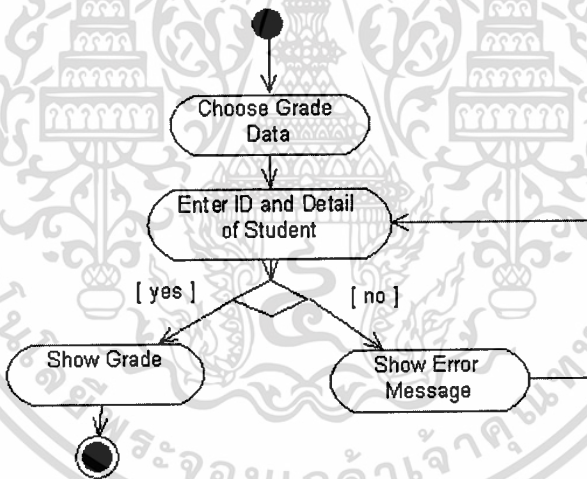 Choose Grade
Data
Enter ID and Detail
of Student
[ yes ]
[ no ]
Show Grade
Show Error
Message